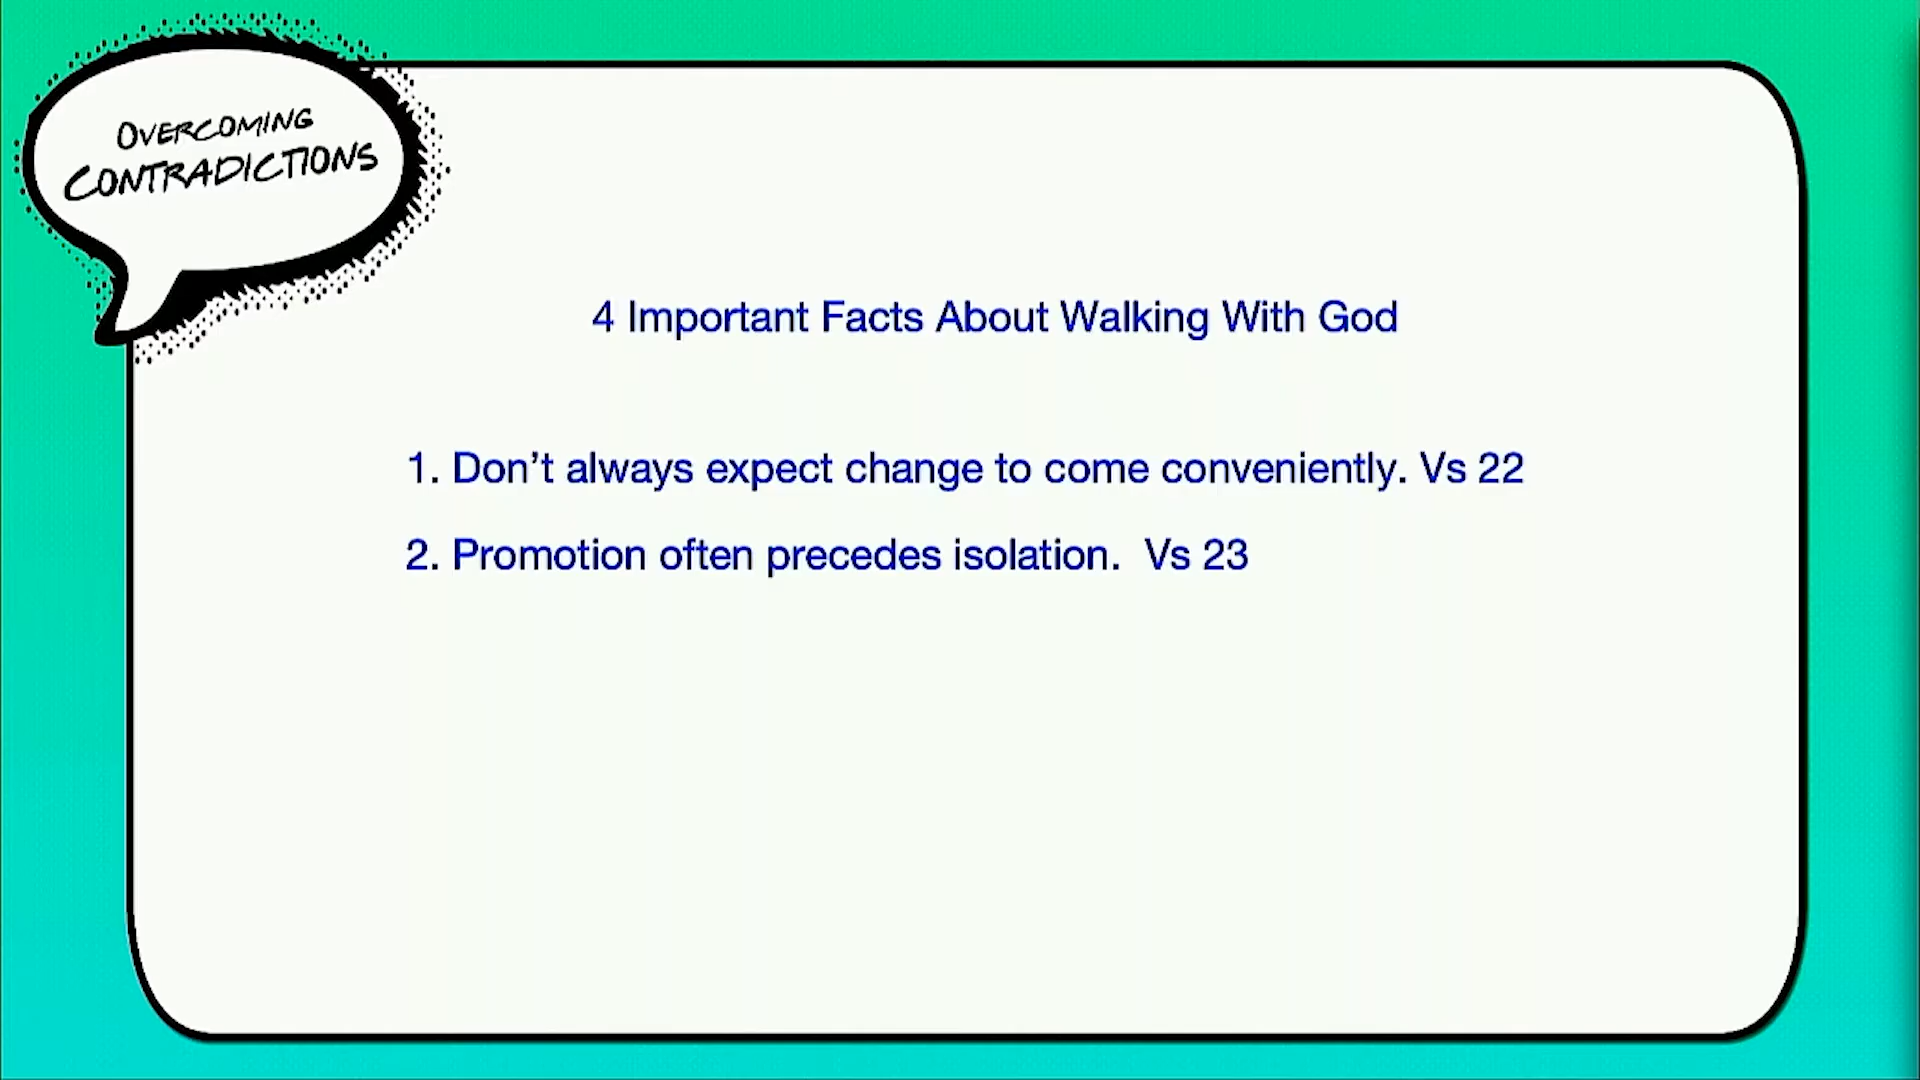 OVERCOMING
CONTRADICTIONS
4 Important Facts About Walking With God
1. Don’t always expect change to come conveniently. Vs 22
2. Promotion often precedes isolation.  Vs 23